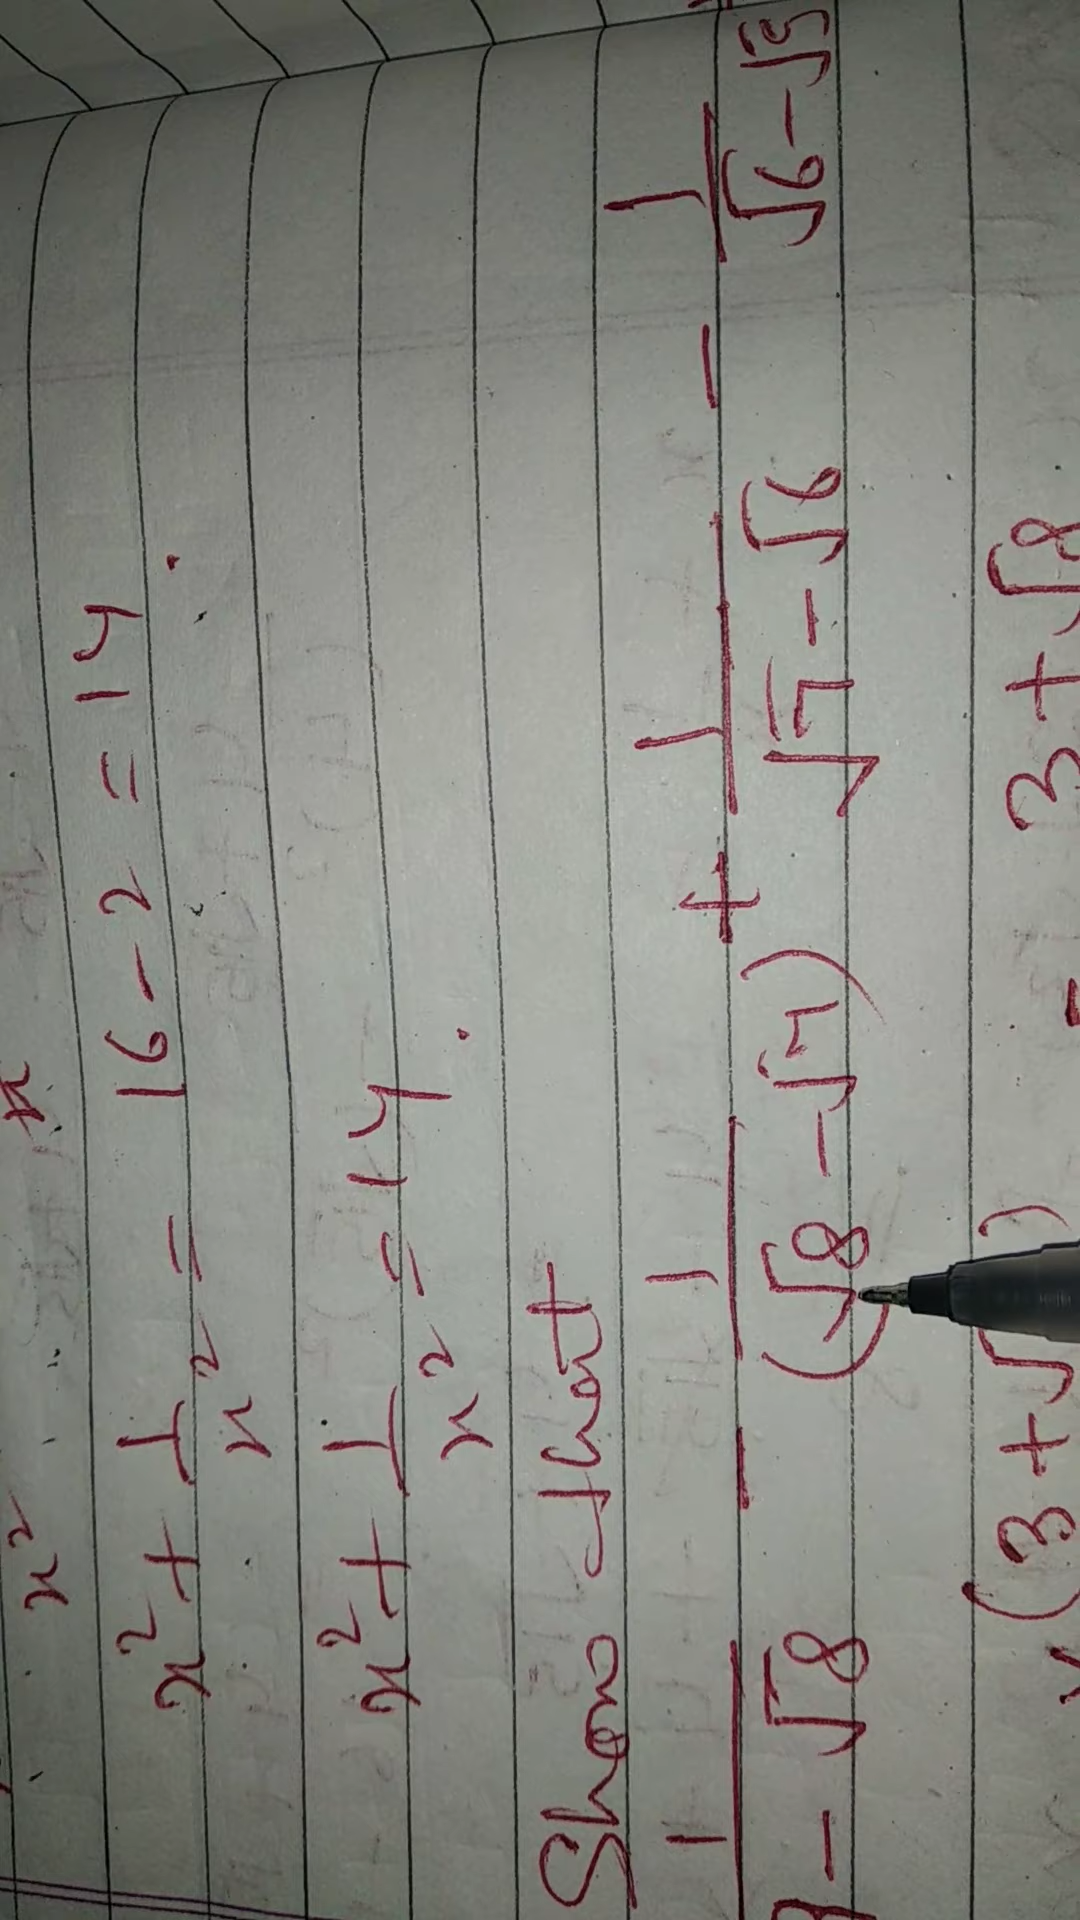 x²
x
x² + 1/x² = 16 - 2 = 14.
x² + 1/x² = 14.
Show that
1/(3 - √8) - 1/(√8 - √7) + 1/(√7 - √6) - 1/(√6 - √5)
x (3 + √ ) = 3 + √8